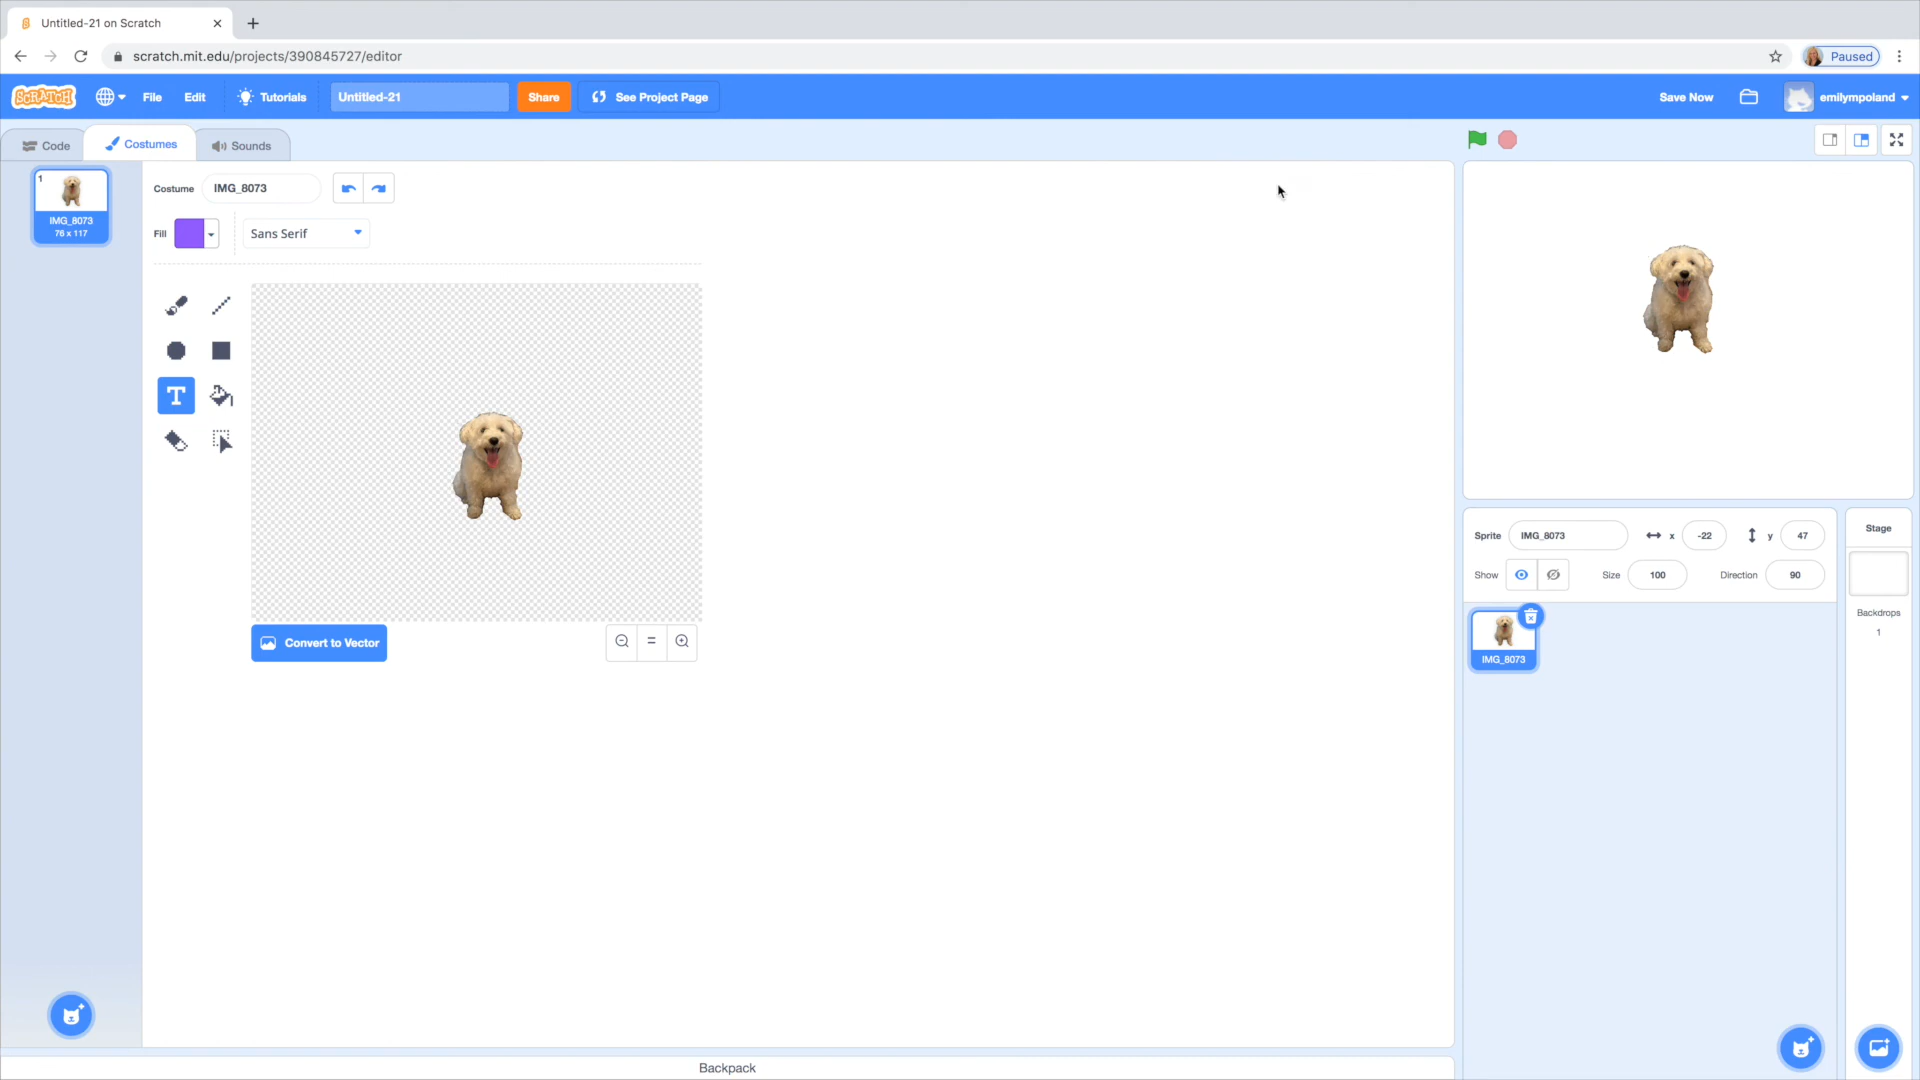 Untitled-21 on Scratch
scratch.mit.edu/projects/390845727/editor
Paused
SCRATCH
File
Edit
Tutorials
Untitled-21
Share
See Project Page
Save Now
emilympoland
Code
Costumes
Sounds
1
IMG_8073
76 x 117
Costume
IMG_8073
Fill
Sans Serif
T
Convert to Vector
=
Sprite
IMG_8073
x
-22
y
47
Show
Size
100
Direction
90
IMG_8073
Stage
Backdrops
1
Backpack